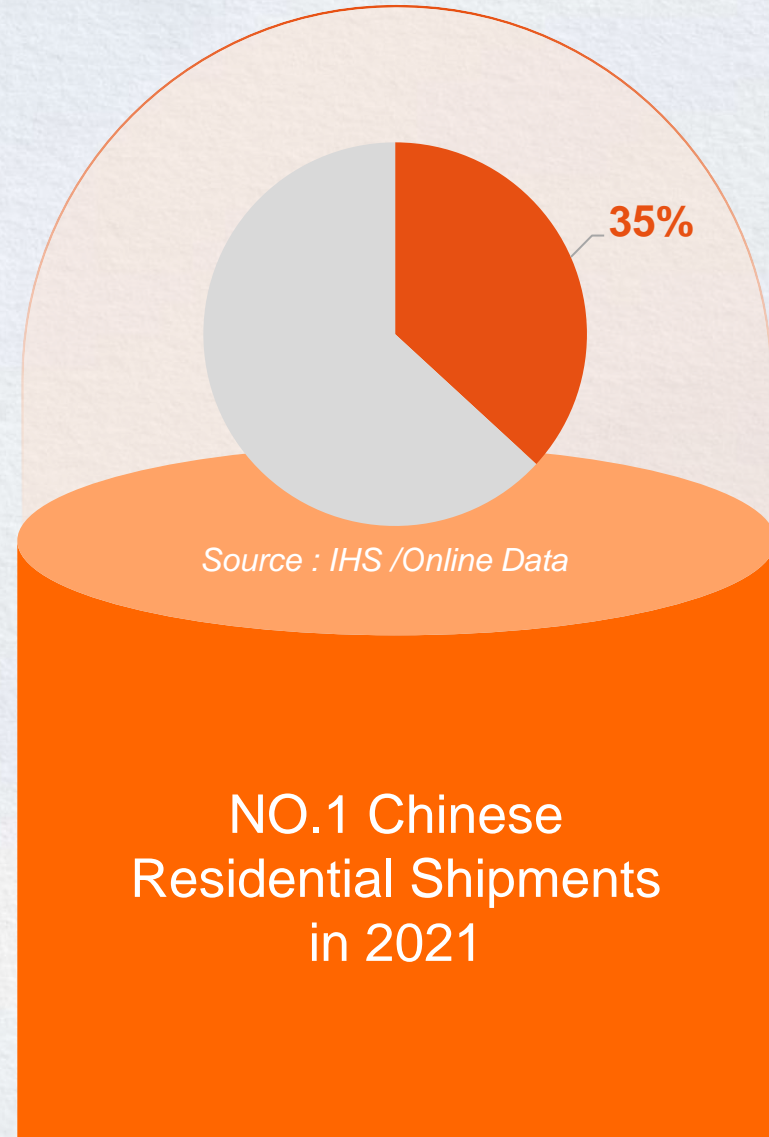 35%
Source : IHS /Online Data
NO.1 Chinese
Residential Shipments
in 2021